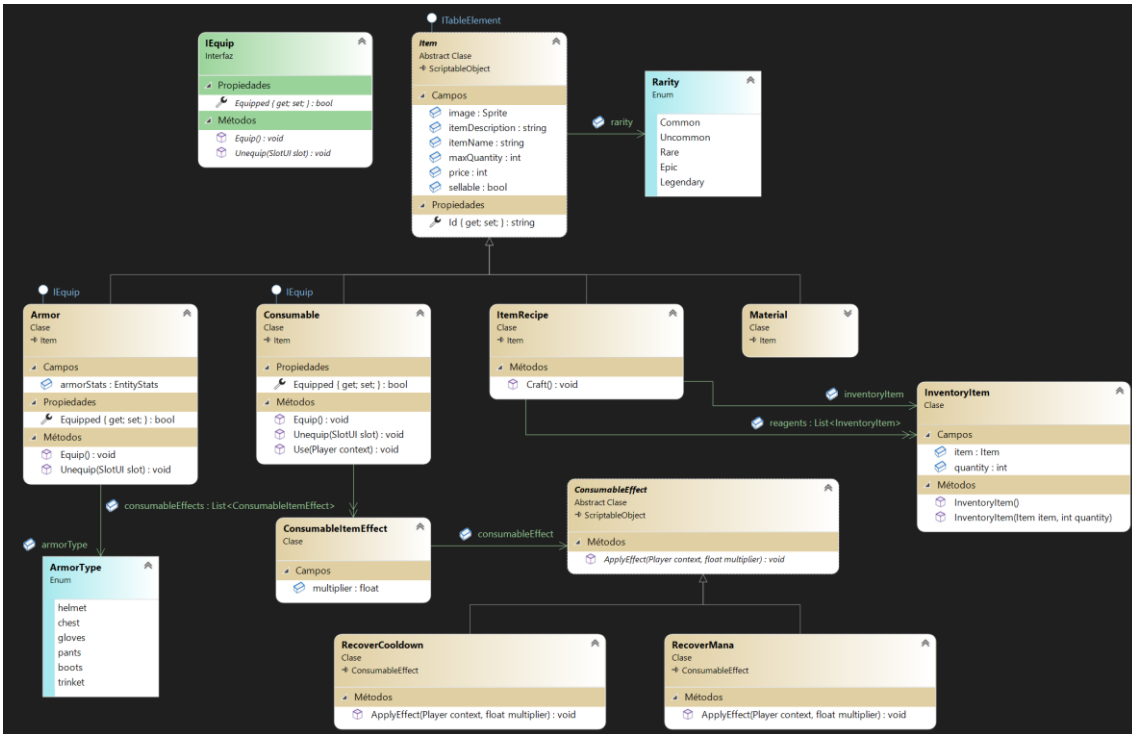 ITableElement
IEquip
Interfaz
Propiedades
Equipped { get; set; } : bool
Métodos
Equip() : void
Unequip(SlotUI slot) : void
Item
Abstract Clase
ScriptableObject
Campos
image : Sprite
itemDescription : string
itemName : string
maxQuantity : int
price : int
sellable : bool
Propiedades
Id { get; set; } : string
rarity
Rarity
Enum
Common
Uncommon
Rare
Epic
Legendary
IEquip
Armor
Clase
Item
Campos
armorStats : EntityStats
Propiedades
Equipped { get; set; } : bool
Métodos
Equip() : void
Unequip(SlotUI slot) : void
IEquip
Consumable
Clase
Item
Propiedades
Equipped { get; set; } : bool
Métodos
Equip() : void
Unequip(SlotUI slot) : void
Use(Player context) : void
ItemRecipe
Clase
Item
Métodos
Craft() : void
Material
Clase
Item
inventoryItem
reagents : List<InventoryItem>
InventoryItem
Clase
Campos
item : Item
quantity : int
Métodos
InventoryItem()
InventoryItem(Item item, int quantity)
consumableEffects : List<ConsumableItemEffect>
armorType
ArmorType
Enum
helmet
chest
gloves
pants
boots
trinket
ConsumableItemEffect
Clase
Campos
multiplier : float
consumableEffect
ConsumableEffect
Abstract Clase
ScriptableObject
Métodos
ApplyEffect(Player context, float multiplier) : void
RecoverCooldown
Clase
ConsumableEffect
Métodos
ApplyEffect(Player context, float multiplier) : void
RecoverMana
Clase
ConsumableEffect
Métodos
ApplyEffect(Player context, float multiplier) : void